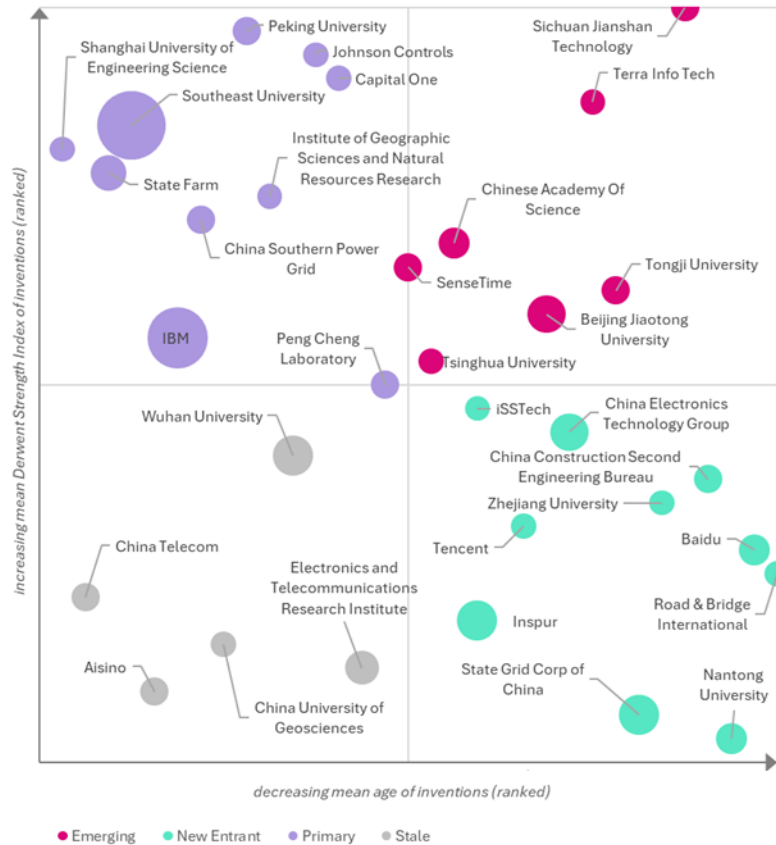 Peking University
Shanghai University of
Engineering Science
Johnson Controls
Capital One
Southeast University
State Farm
Institute of Geographic
Sciences and Natural
Resources Research
China Southern Power
Grid
IBM
Peng Cheng
Laboratory
Sichuan Jianshan
Technology
Terra Info Tech
Chinese Academy Of
Science
SenseTime
Tongji University
Beijing Jiaotong
University
Tsinghua University
Wuhan University
China Telecom
Electronics and
Telecommunications
Research Institute
Aisino
China University of
Geosciences
iSSTech
China Electronics
Technology Group
China Construction Second
Engineering Bureau
Zhejiang University
Tencent
Baidu
Road & Bridge
International
Inspur
State Grid Corp of
China
Nantong
University
increasing mean Derwent Strength Index of inventions (ranked)
decreasing mean age of inventions (ranked)
Emerging
New Entrant
Primary
Stale